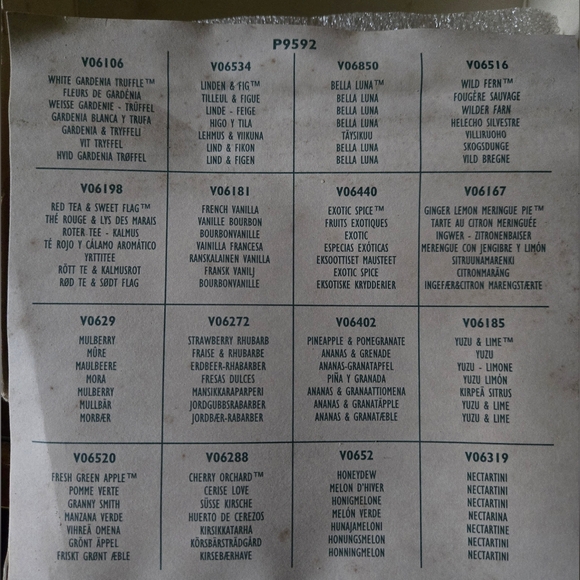 P9592
V06106
WHITE GARDENIA TRUFFLE™
FLEURS DE GARDÉNIA
WEISSE GARDENIE - TRÜFFEL
GARDENIA BLANCA Y TRUFA
GARDENIA & TRYFFELI
VIT TRYFFEL
HVID GARDENIA TRØFFEL
V06534
LINDEN & FIG™
TILLEUL & FIGUE
LINDE - FEIGE
HIGO Y TILA
LEHMUS & VIIKUNA
LIND & FIKON
LIND & FIGEN
V06850
BELLA LUNA™
BELLA LUNA
BELLA LUNA
BELLA LUNA
TÄYSIKUU
BELLA LUNA
BELLA LUNA
V06516
WILD FERN™
FOUGÈRE SAUVAGE
WILDER FARN
HELECHO SILVESTRE
VILLIRUOHO
SKOGSDUNGE
VILD BREGNE
V06198
RED TEA & SWEET FLAG™
THÉ ROUGE & LYS DES MARAIS
ROTER TEE - KALMUS
TÉ ROJO Y CÁLAMO AROMÁTICO
YRTTITEE
RÖTT TE & KALMUSROT
RØD TE & SØDT FLAG
V06181
FRENCH VANILLA
VANILLE BOURBON
BOURBONVANILLE
VAINILLA FRANCESA
RANSKALAINEN VANILLA
FRANSK VANILJ
BOURBONVANILLE
V06440
EXOTIC SPICE™
FRUITS EXOTIQUES
EXOTIC
ESPECIAS EXÓTICAS
EKSOOTTISET MAUSTEET
EXOTIC SPICE
EKSOTISKE KRYDDERIER
V06167
GINGER LEMON MERINGUE PIE™
TARTE AU CITRON MERINGUÉE
INGWER - ZITRONENBAISER
MERENGUE CON JENGIBRE Y LIMÓN
SITRUUNAMARENKI
CITRONMARÄNG
INGEFÆR&CITRON MARENGSTÆRTE
V0629
MULBERRY
MÛRE
MAULBEERE
MORA
MULBERRY
MULLBÄR
MORBÆR
V06272
STRAWBERRY RHUBARB
FRAISE & RHUBARBE
ERDBEER-RHABARBER
FRESAS DULCES
MANSIKKARAPARPERI
JORDGUBBSRABARBER
JORDBÆR-RABARBER
V06402
PINEAPPLE & POMEGRANATE
ANANAS & GRENADE
ANANAS-GRANATAPFEL
PIÑA Y GRANADA
ANANAS & GRANAATTIOMENA
ANANAS & GRANATÄPPLE
ANANAS & GRANATÆBLE
V06185
YUZU & LIME™
YUZU
YUZU - LIMONE
YUZU LIMÓN
KIRPEÄ SITRUS
YUZU & LIME
YUZU & LIME
V06520
FRESH GREEN APPLE™
POMME VERTE
GRANNY SMITH
MANZANA VERDE
VIHREÄ OMENA
GRÖNT ÄPPEL
FRISKT GRØNT ÆBLE
V06288
CHERRY ORCHARD™
CERISE LOVE
SÜSSE KIRSCHE
HUERTO DE CEREZOS
KIRSIKKATARHA
KÖRSBÄRSTRÄDGÅRD
KIRSEBÆRHAVE
V0652
HONEYDEW
MELON D'HIVER
HONIGMELONE
MELÓN VERDE
HUNAJAMELONI
HONUNGSMELON
HONNINGMELON
V06319
NECTARTINI
NECTARTINI
NECTARTINI
NECTARINA
NECTARTINE
NECTARTINI
NECTARTINI